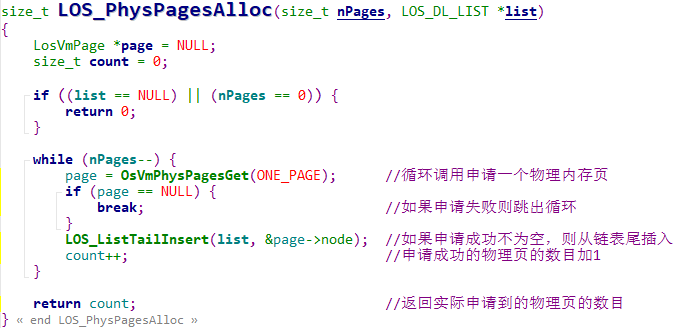 size_t LOS_PhysPagesAlloc(size_t nPages, LOS_DL_LIST *list)
{
    LosVmPage *page = NULL;
    size_t count = 0;

    if ((list == NULL) || (nPages == 0)) {
        return 0;
    }

    while (nPages--) {
        page = OsVmPhysPagesGet(ONE_PAGE);      //循环调用申请一个物理内存页
        if (page == NULL) {
            break;                              //如果申请失败则跳出循环
        }
        LOS_ListTailInsert(list, &page->node);  //如果申请成功不为空，则从链表尾插入
        count++;                                //申请成功的物理页的数目加1
    }

    return count;                               //返回实际申请到的物理页的数目
} « end LOS_PhysPagesAlloc »